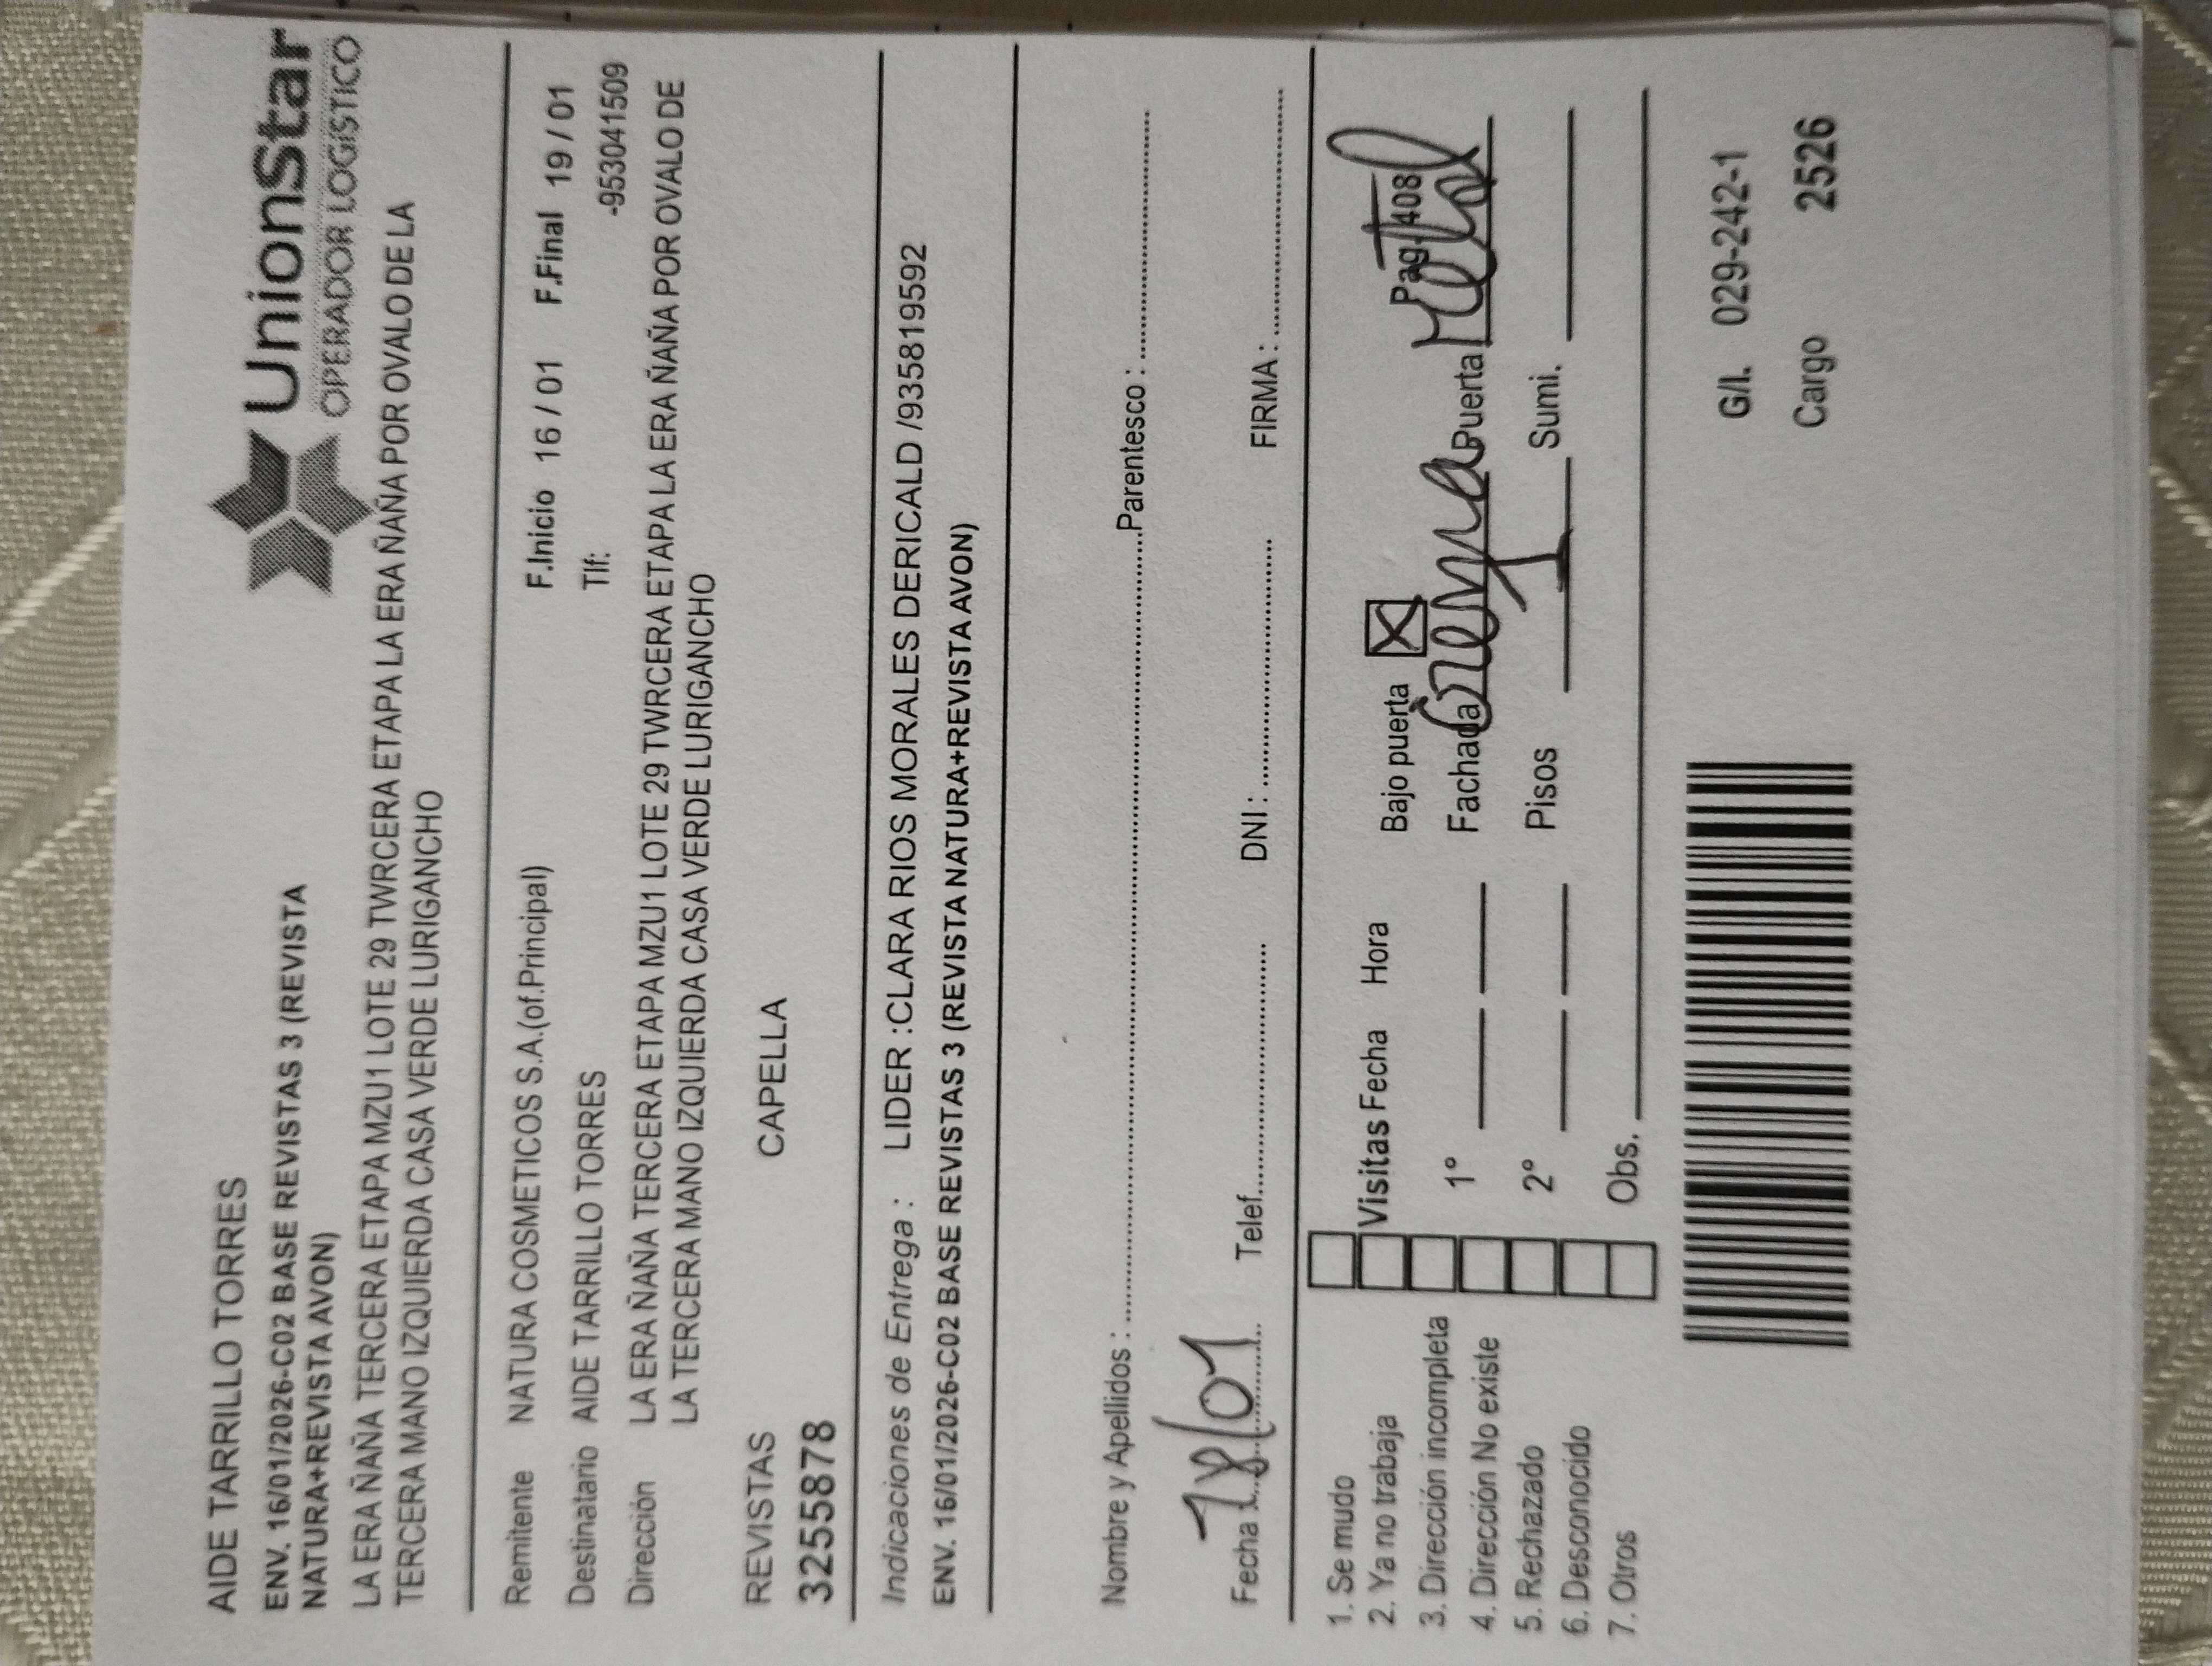 AIDE TARRILLO TORRES
UnionStar
OPERADOR LOGíSTICO
ENV. 16/01/2026-C02 BASE REVISTAS 3 (REVISTA
NATURA+REVISTA AVON)
LA ERA ÑAÑA TERCERA ETAPA MZU1 LOTE 29 TWRCERA ETAPA LA ERA ÑAÑA POR OVALO DE LA
TERCERA MANO IZQUIERDA CASA VERDE LURIGANCHO
Remitente NATURA COSMETICOS S.A.(of.Principal) F.Inicio 16 / 01 F.Final 19 / 01
Destinatario AIDE TARRILLO TORRES Tlf: -953041509
Dirección LA ERA ÑAÑA TERCERA ETAPA MZU1 LOTE 29 TWRCERA ETAPA LA ERA ÑAÑA POR OVALO DE
LA TERCERA MANO IZQUIERDA CASA VERDE LURIGANCHO
REVISTAS CAPELLA
3255878
Indicaciones de Entrega : LIDER :CLARA RIOS MORALES DERICALD /935819592
ENV. 16/01/2026-C02 BASE REVISTAS 3 (REVISTA NATURA+REVISTA AVON)
Nombre y Apellidos : Parentesco :
Fecha : 18/01 Telef. DNI : FIRMA :
1. Se mudo
2. Ya no trabaja
3. Dirección incompleta
4. Dirección No existe
5. Rechazado
6. Desconocido
7. Otros
Visitas Fecha Hora Bajo puerta X Pag. 408
1° Fachada crema Puerta Metal
2° Pisos 1 Sumi.
Obs.
G/I. 029-242-1
Cargo 2526